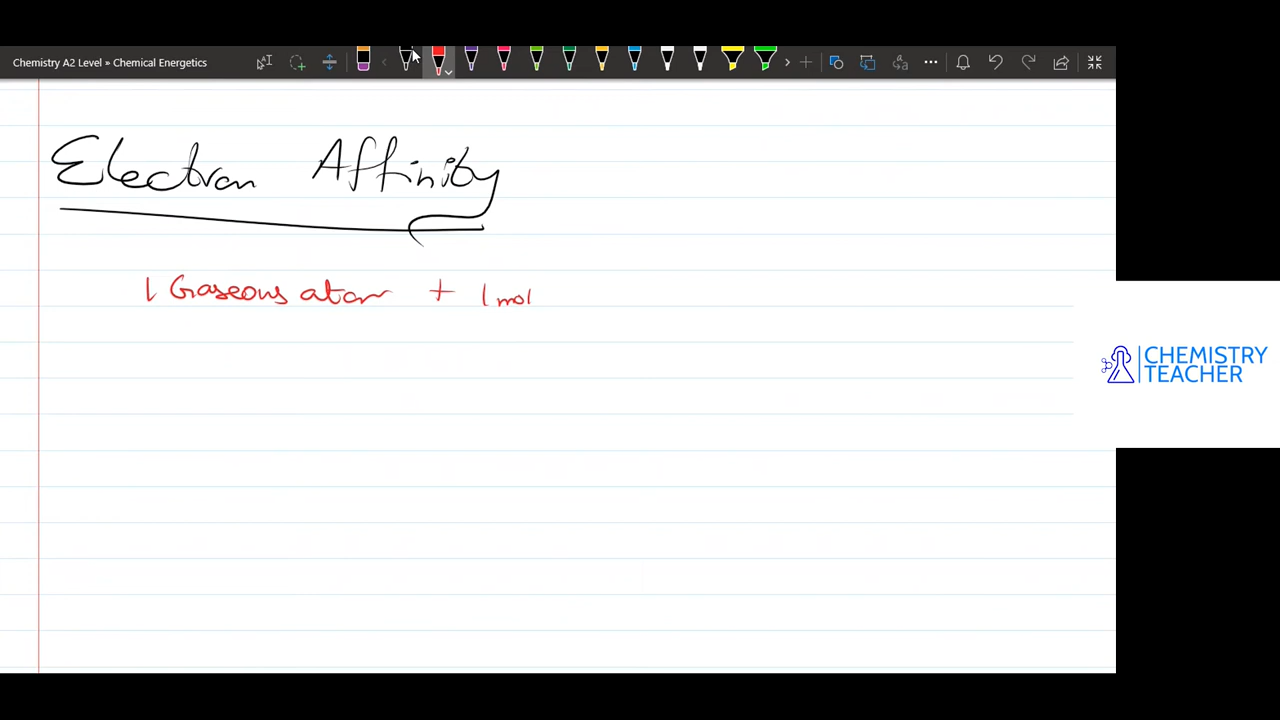 Chemistry A2 Level » Chemical Energetics
Electron Affinity
1 Gaseous atom + 1 mol
CHEMISTRY
TEACHER